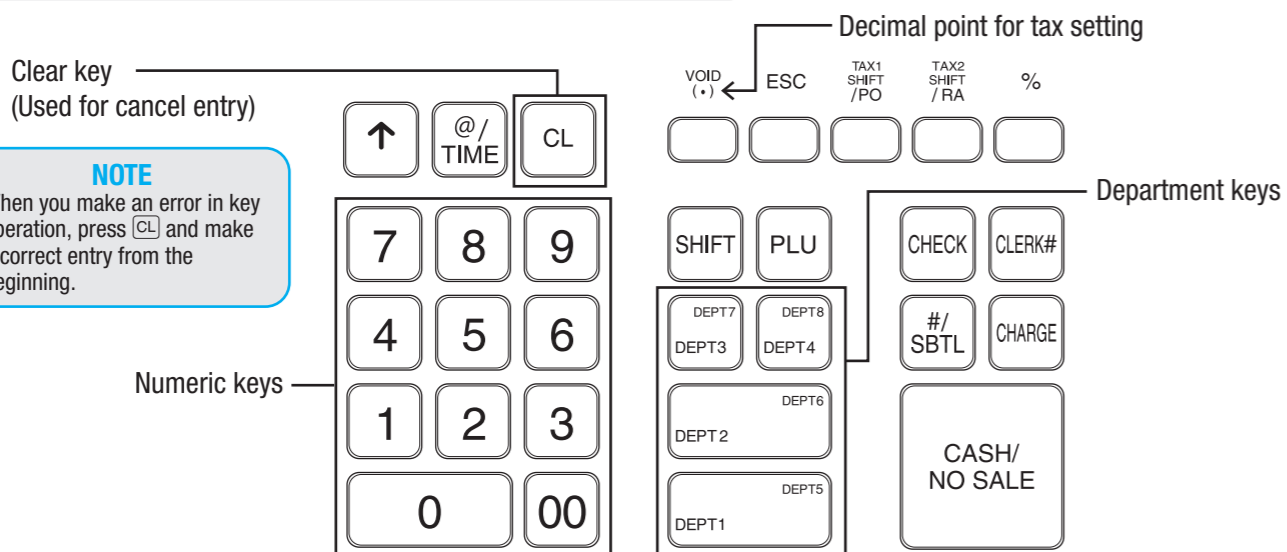 Decimal point for tax setting
Clear key
(Used for cancel entry)
VOID
(•)
ESC
TAX1
SHIFT
/PO
TAX2
SHIFT
/ RA
%
↑
@/
TIME
CL
NOTE
hen you make an error in key
peration, press CL and make
correct entry from the
eginning.
Department keys
7 8 9
SHIFT PLU
CHECK CLERK#
4 5 6
DEPT7
DEPT3
DEPT8
DEPT4
#/
SBTL
CHARGE
Numeric keys
1 2 3
DEPT6
DEPT2
CASH/
NO SALE
0 00
DEPT5
DEPT1